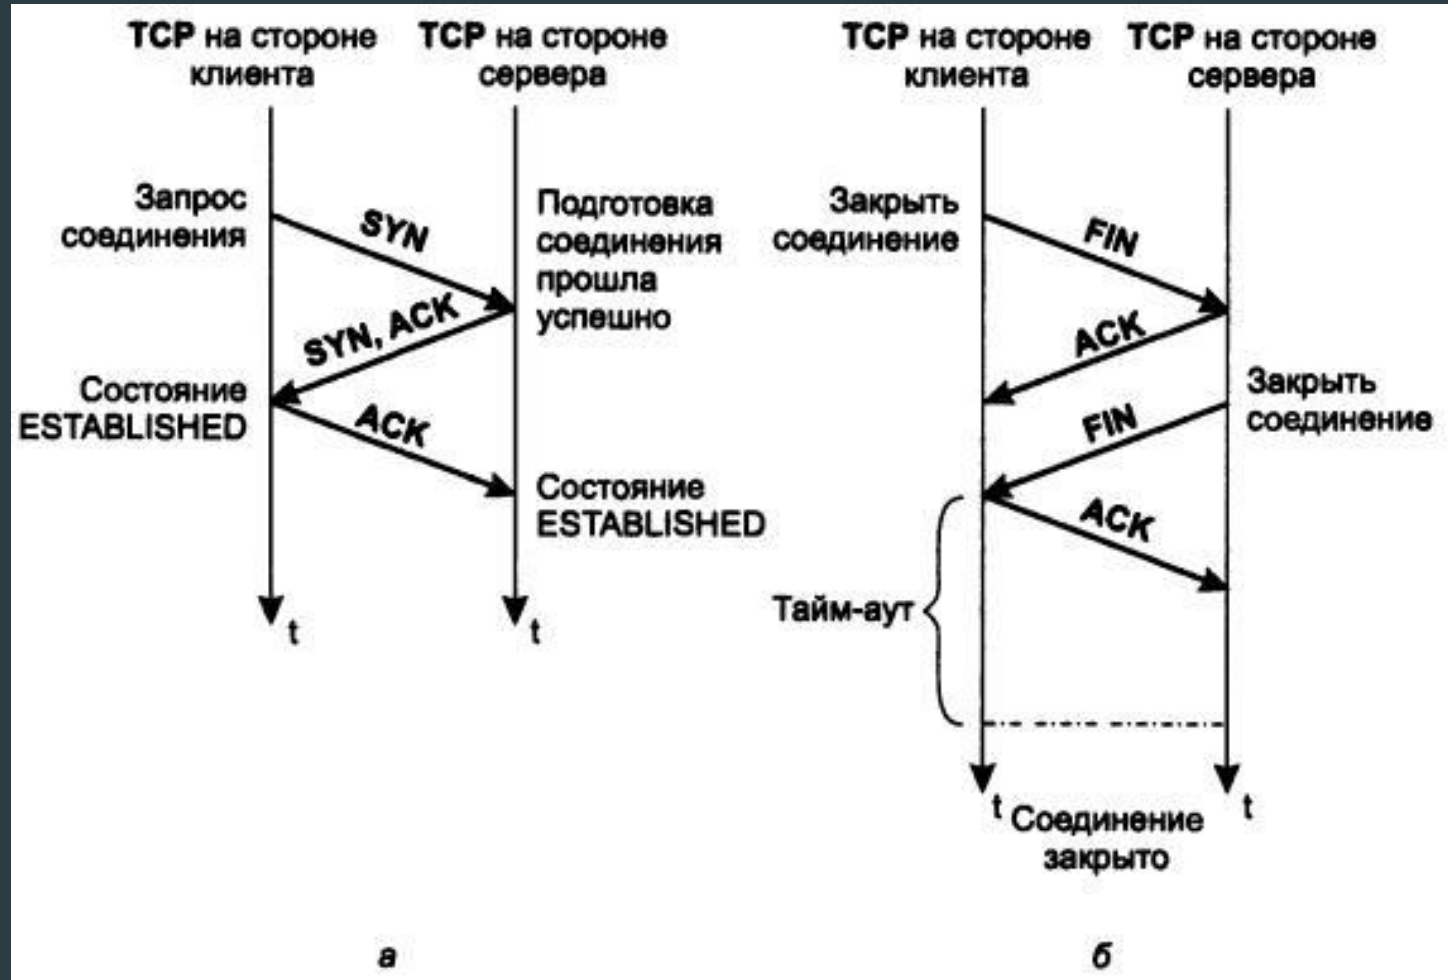 TCP на стороне
клиента
TCP на стороне
сервера
Запрос
соединения
SYN
Подготовка
соединения
прошла
успешно
SYN, ACK
Состояние
ESTABLISHED
ACK
Состояние
ESTABLISHED
t
t
а
TCP на стороне
клиента
TCP на стороне
сервера
Закрыть
соединение
FIN
ACK
Закрыть
соединение
FIN
ACK
Тайм-аут
t
t
Соединение
закрыто
б